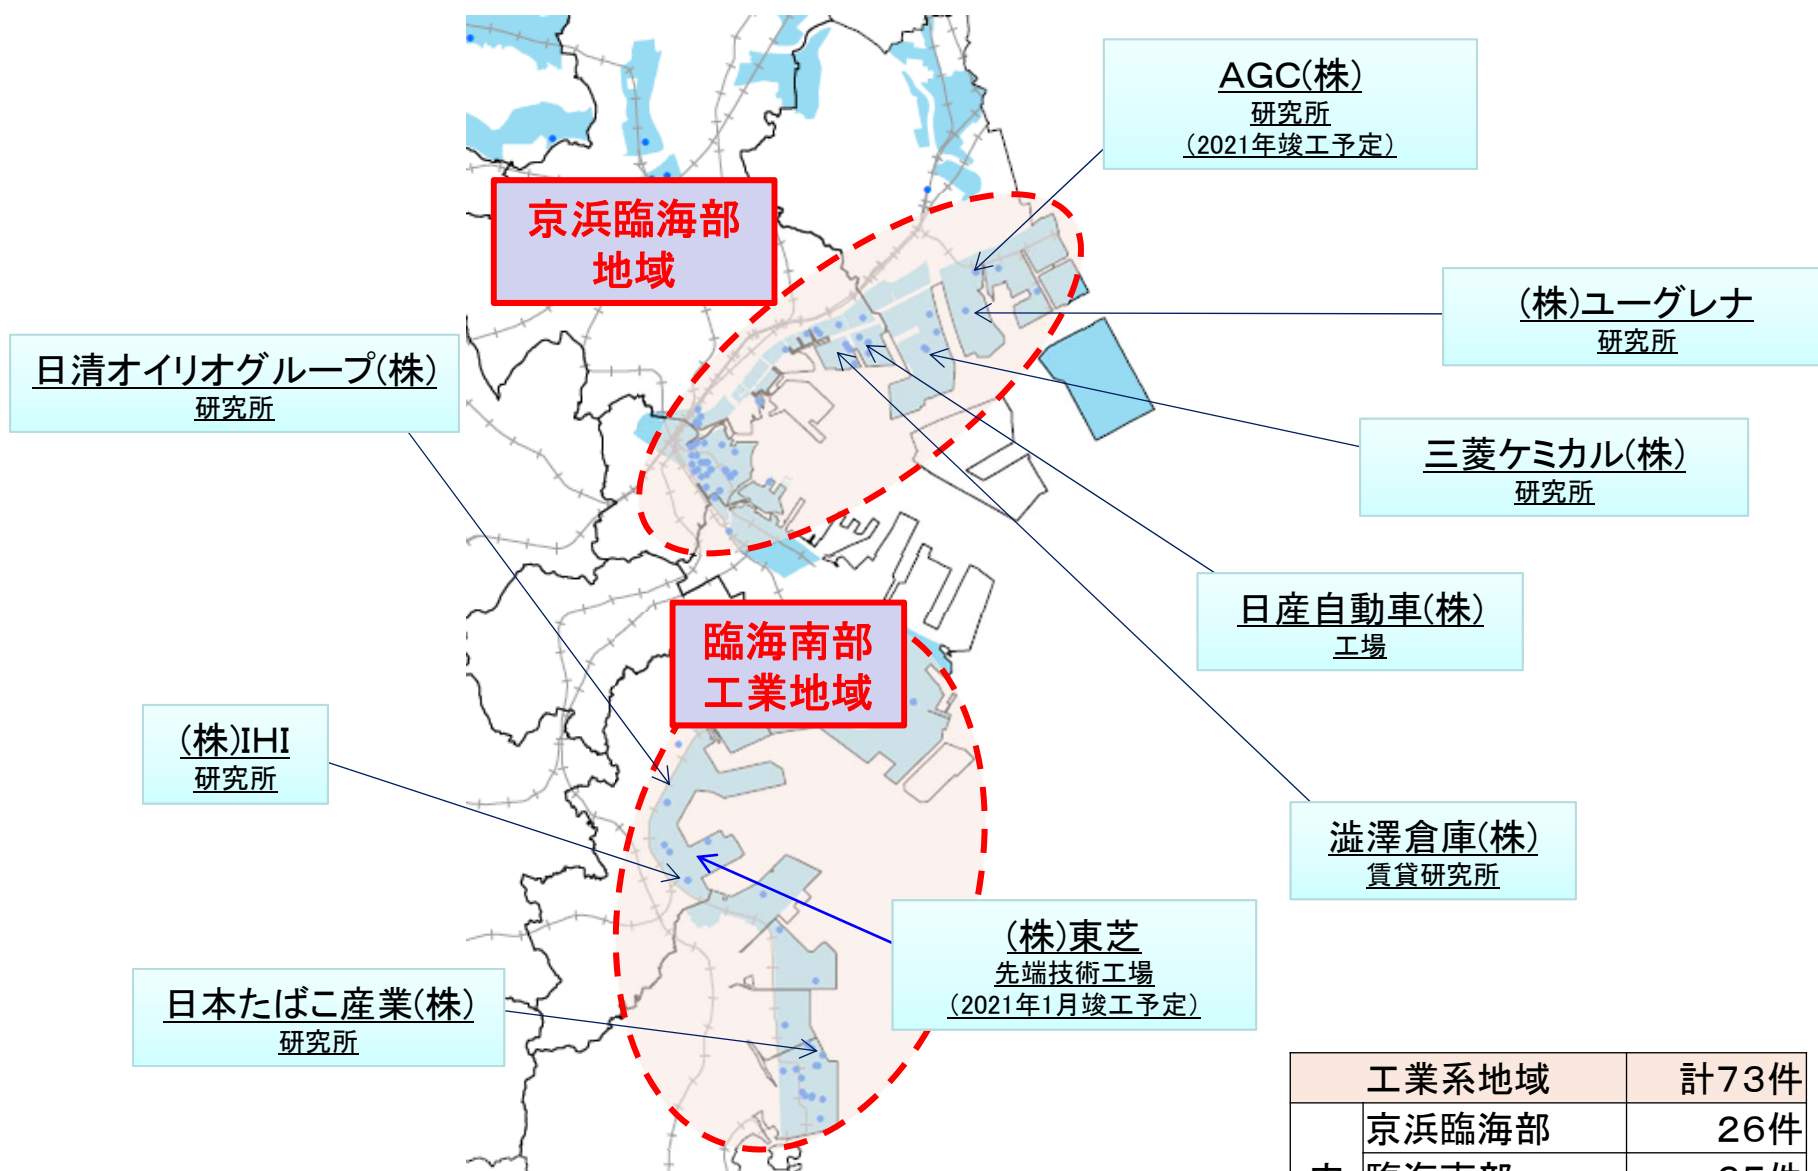 AGC(株)
研究所
(2021年竣工予定)
京浜臨海部
地域
(株)ユーグレナ
研究所
日清オイリオグループ(株)
研究所
三菱ケミカル(株)
研究所
日産自動車(株)
工場
臨海南部
工業地域
(株)IHI
研究所
澁澤倉庫(株)
賃貸研究所
(株)東芝
先端技術工場
(2021年1月竣工予定)
日本たばこ産業(株)
研究所
工業系地域 計73件
京浜臨海部 26件
臨海南部